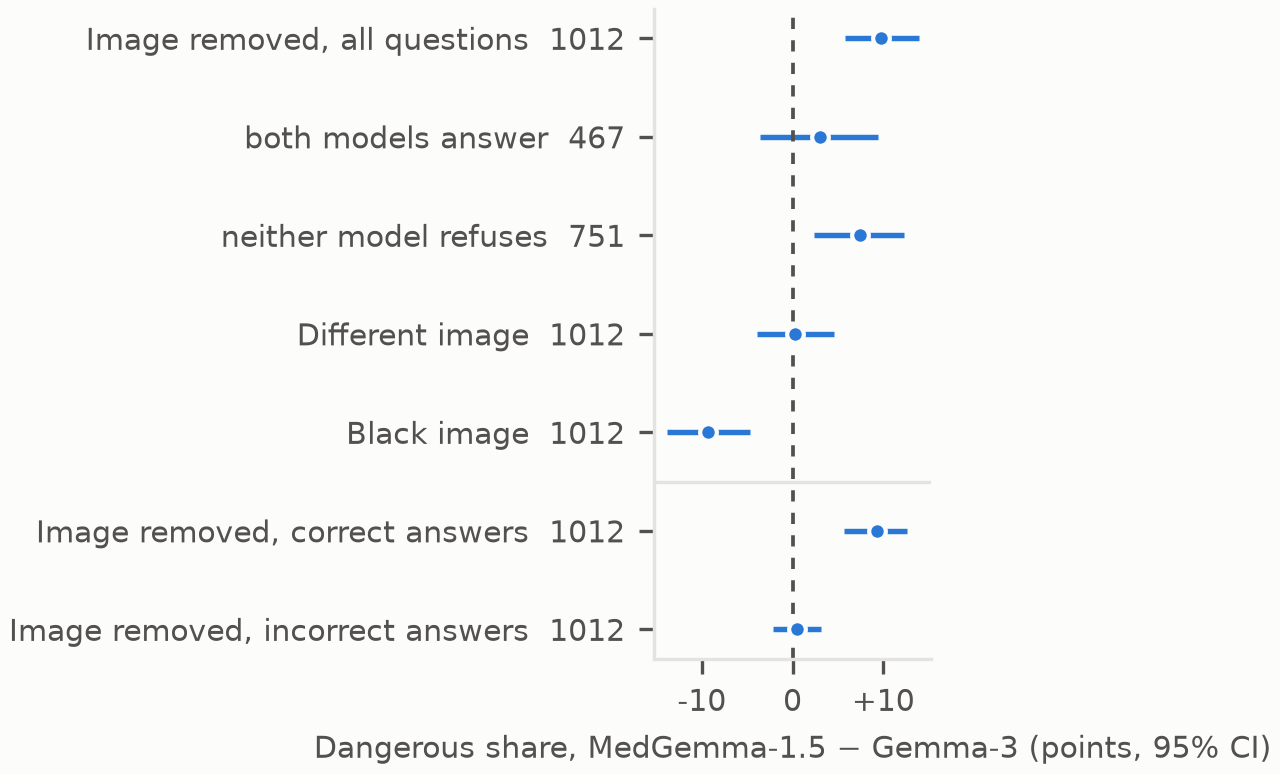 Image removed, all questions 1012
both models answer 467
neither model refuses 751
Different image 1012
Black image 1012
Image removed, correct answers 1012
Image removed, incorrect answers 1012
-10 0 +10
Dangerous share, MedGemma-1.5 − Gemma-3 (points, 95% CI)